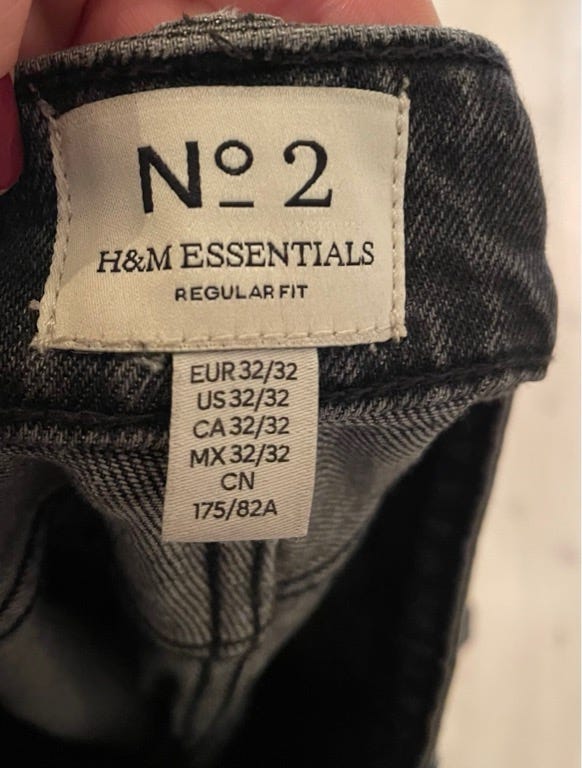 Nº 2
H&M ESSENTIALS
REGULAR FIT
EUR 32/32
US 32/32
CA 32/32
MX 32/32
CN
175/82A